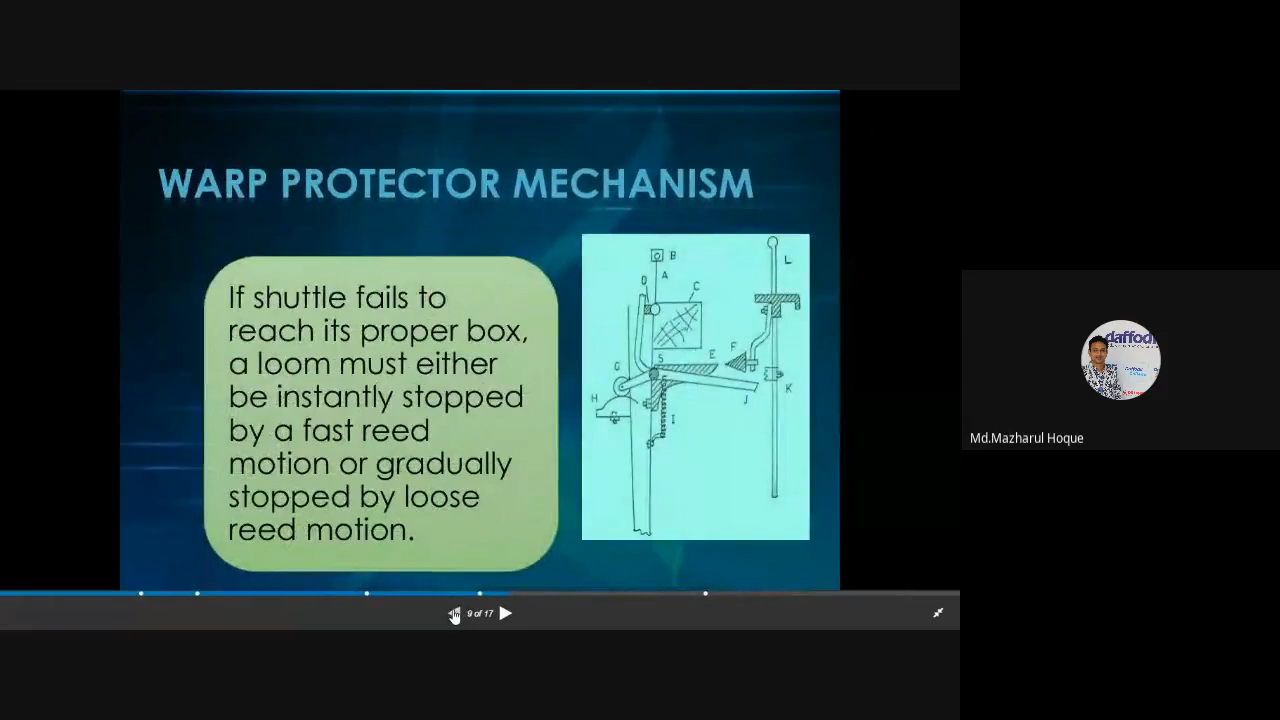 WARP PROTECTOR MECHANISM
If shuttle fails to
reach its proper box,
a loom must either
be instantly stopped
by a fast reed
motion or gradually
stopped by loose
reed motion.
B
A
D
C
L
S
E
F
G
H
I
J
K
9 of 17
daffodi
Md.Mazharul Hoque